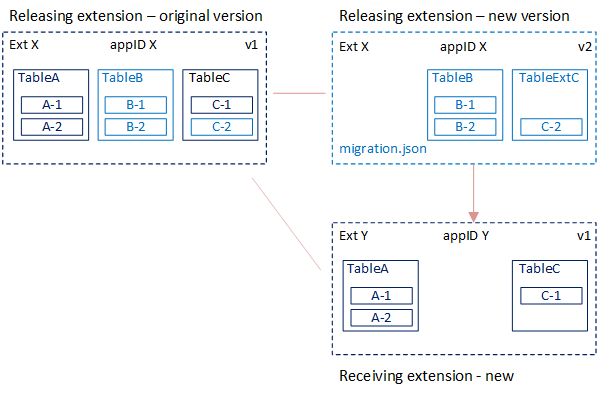 Releasing extension – original version
Ext X appID X v1
TableA TableB TableC
A-1 B-1 C-1
A-2 B-2 C-2
Releasing extension – new version
Ext X appID X v2
TableB TableExtC
B-1
B-2 C-2
migration.json
Ext Y appID Y v1
TableA TableC
A-1 C-1
A-2
Receiving extension - new